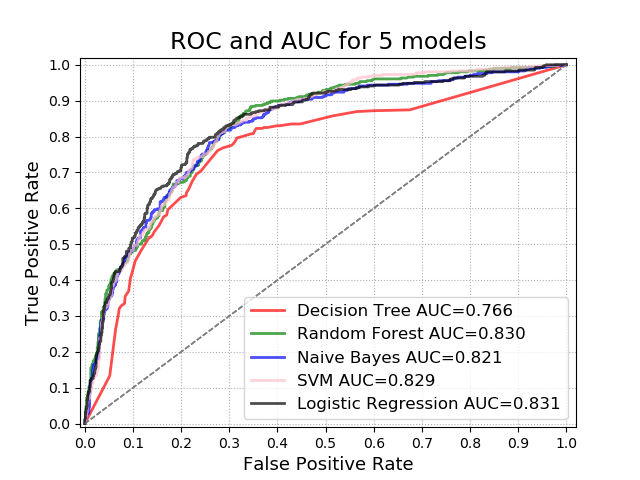 ROC and AUC for 5 models
True Positive Rate
1.0
0.9
0.8
0.7
0.6
0.5
0.4
0.3
0.2
0.1
0.0
Decision Tree AUC=0.766
Random Forest AUC=0.830
Naive Bayes AUC=0.821
SVM AUC=0.829
Logistic Regression AUC=0.831
0.0 0.1 0.2 0.3 0.4 0.5 0.6 0.7 0.8 0.9 1.0
False Positive Rate